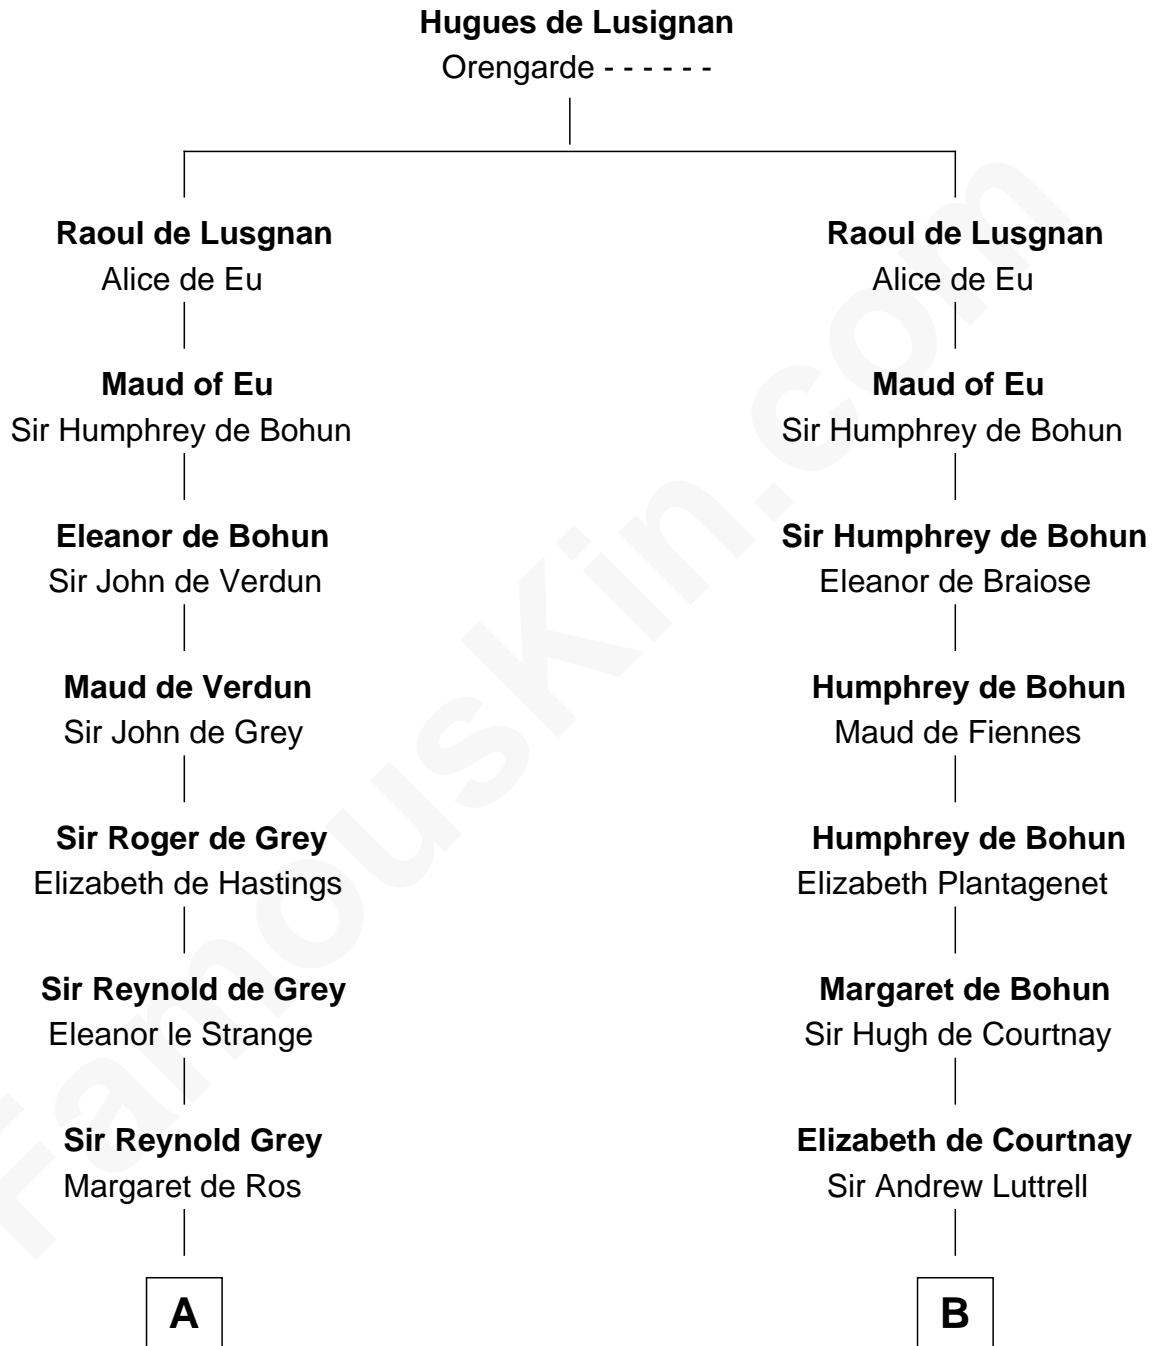 Hugues de Lusignan
Orengarde - - - - - -
Raoul de Lusgnan
Alice de Eu
Maud of Eu
Sir Humphrey de Bohun
Eleanor de Bohun
Sir John de Verdun
Maud de Verdun
Sir John de Grey
Sir Roger de Grey
Elizabeth de Hastings
Sir Reynold de Grey
Eleanor le Strange
Sir Reynold Grey
Margaret de Ros
A
Raoul de Lusgnan
Alice de Eu
Maud of Eu
Sir Humphrey de Bohun
Sir Humphrey de Bohun
Eleanor de Braiose
Humphrey de Bohun
Maud de Fiennes
Humphrey de Bohun
Elizabeth Plantagenet
Margaret de Bohun
Sir Hugh de Courtnay
Elizabeth de Courtnay
Sir Andrew Luttrell
B
FamousKin.com